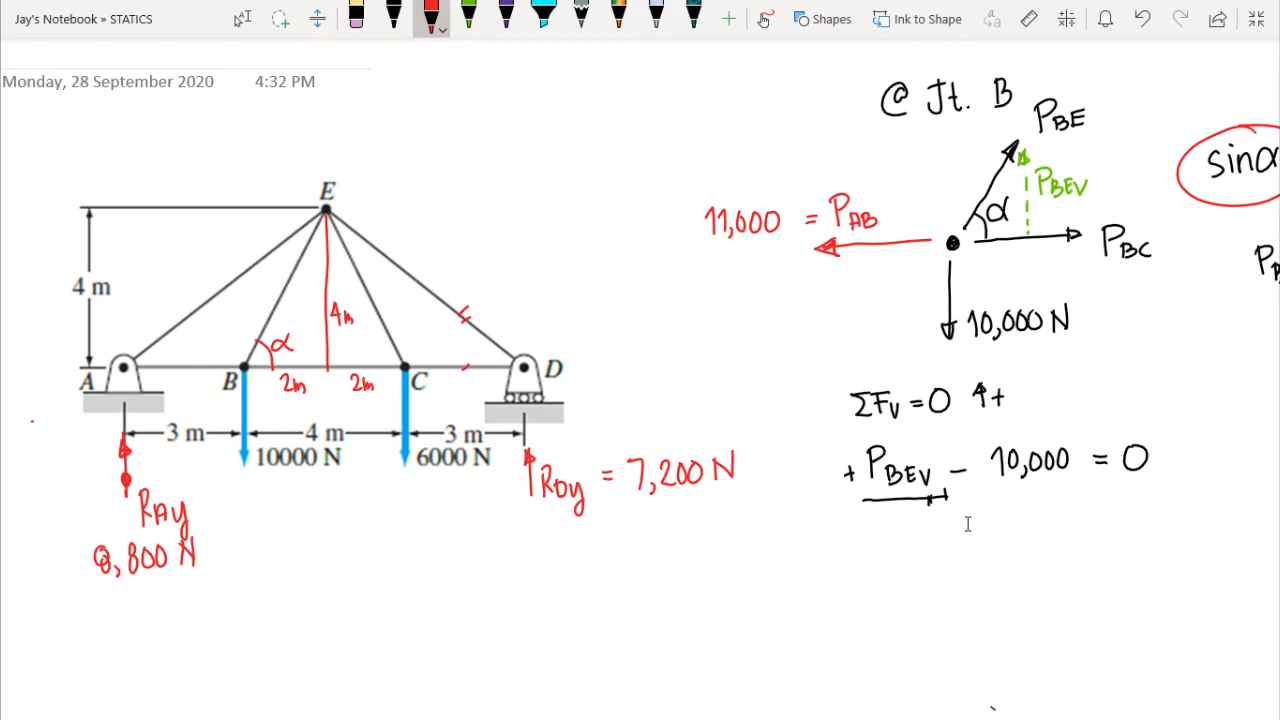 Jay's Notebook » STATICS
Shapes
Ink to Shape
Monday, 28 September 2020 4:32 PM
E
4 m
4m
α
A
B
2m
2m
C
D
3 m
4 m
3 m
10000 N
6000 N
RAy
8,800 N
RDy = 7,200 N
@ Jt. B
PBE
PBEV
α
11,000 = PAB
PBC
10,000 N
ΣFV = 0 ↑+
+ PBEV - 10,000 = 0
sinα